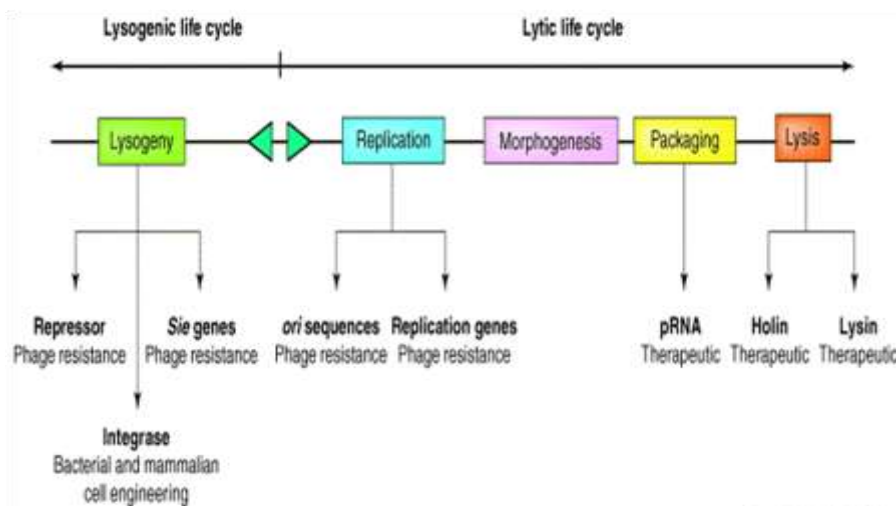 Lysogenic life cycle
Lytic life cycle
Lysogeny
Replication
Morphogenesis
Packaging
Lysis
Repressor
Phage resistance
Sie genes
Phage resistance
ori sequences
Phage resistance
Replication genes
Phage resistance
pRNA
Therapeutic
Holin
Therapeutic
Lysin
Therapeutic
Integrase
Bacterial and mammalian
cell engineering